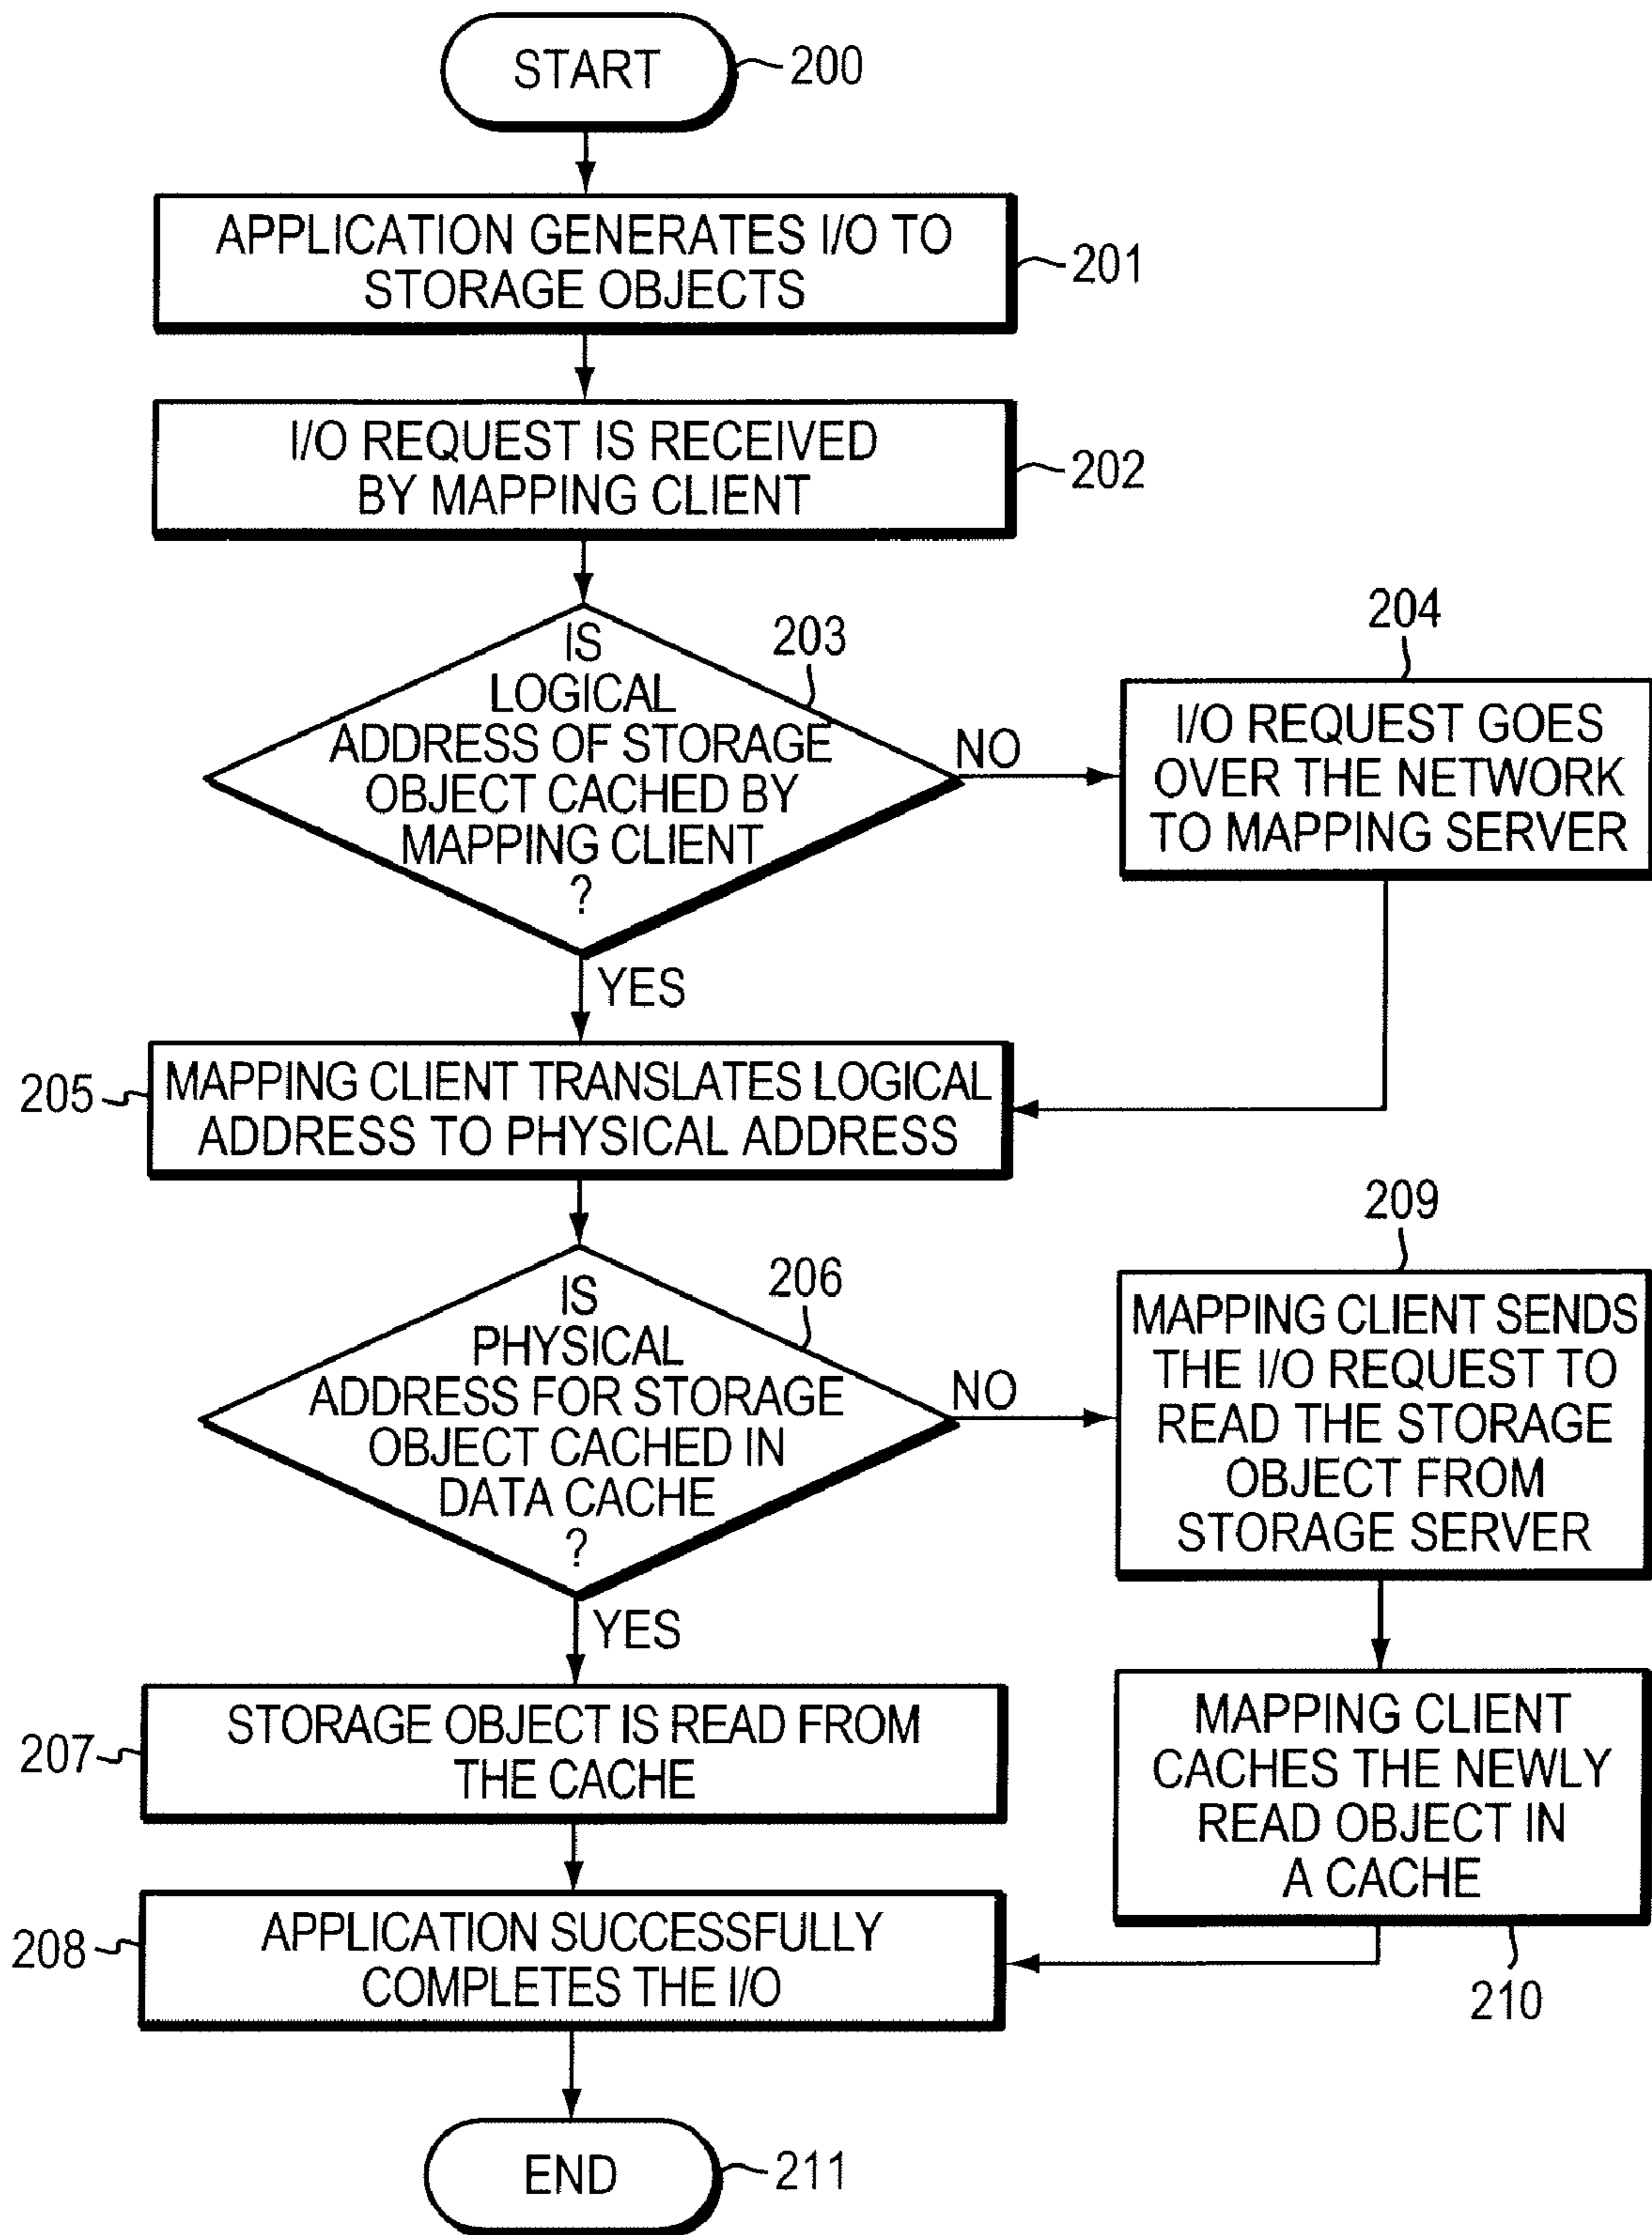 START
200
APPLICATION GENERATES I/O TO
STORAGE OBJECTS
201
I/O REQUEST IS RECEIVED
BY MAPPING CLIENT
202
IS
LOGICAL
ADDRESS OF STORAGE
OBJECT CACHED BY
MAPPING CLIENT
?
203
NO
204
I/O REQUEST GOES
OVER THE NETWORK
TO MAPPING SERVER
YES
205
MAPPING CLIENT TRANSLATES LOGICAL
ADDRESS TO PHYSICAL ADDRESS
IS
PHYSICAL
ADDRESS FOR STORAGE
OBJECT CACHED IN
DATA CACHE
?
206
NO
209
MAPPING CLIENT SENDS
THE I/O REQUEST TO
READ THE STORAGE
OBJECT FROM
STORAGE SERVER
YES
207
STORAGE OBJECT IS READ FROM
THE CACHE
MAPPING CLIENT
CACHES THE NEWLY
READ OBJECT IN
A CACHE
210
208
APPLICATION SUCCESSFULLY
COMPLETES THE I/O
END
211